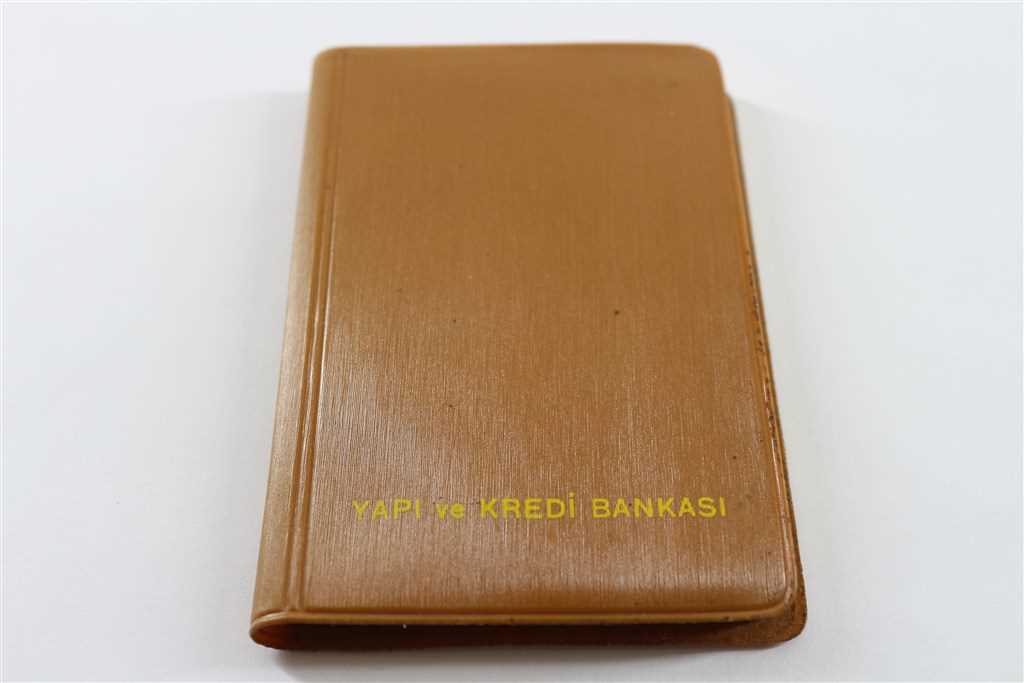 YAPI ve KREDİ BANKASI